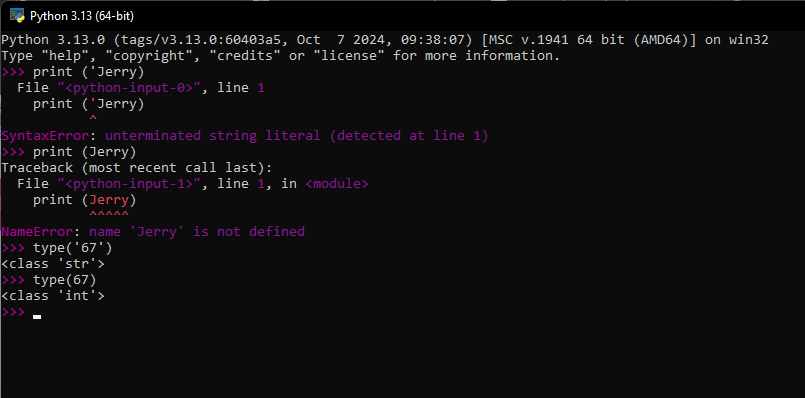 Python 3.13 (64-bit)
Python 3.13.0 (tags/v3.13.0:60403a5, Oct  7 2024, 09:38:07) [MSC v.1941 64 bit (AMD64)] on win32
Type "help", "copyright", "credits" or "license" for more information.
>>> print ('Jerry)
  File "<python-input-0>", line 1
    print ('Jerry)
           ^
SyntaxError: unterminated string literal (detected at line 1)
>>> print (Jerry)
Traceback (most recent call last):
  File "<python-input-1>", line 1, in <module>
    print (Jerry)
           ^^^^^
NameError: name 'Jerry' is not defined
>>> type('67')
<class 'str'>
>>> type(67)
<class 'int'>
>>>